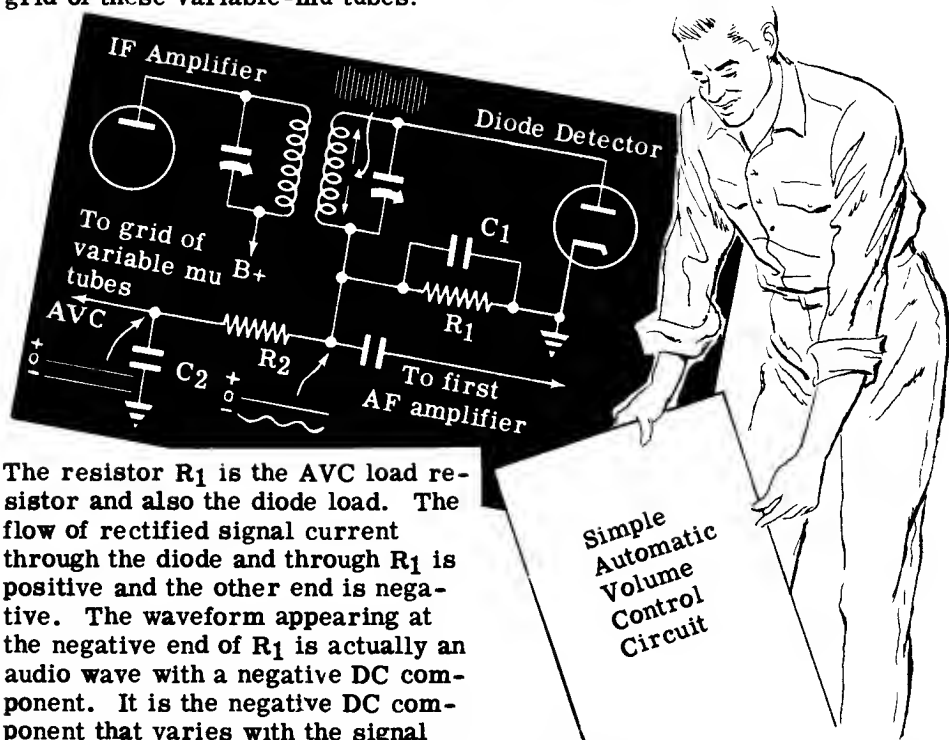 grid of these variable-mu tubes.
IF Amplifier
Diode Detector
To grid of
variable mu
tubes
B+
C1
R1
AVC
R2
C2
+
0
-
+
0
-
To first
AF amplifier
The resistor R1 is the AVC load re-
sistor and also the diode load. The
flow of rectified signal current
through the diode and through R1 is
positive and the other end is nega-
tive. The waveform appearing at
the negative end of R1 is actually an
audio wave with a negative DC com-
ponent. It is the negative DC com-
ponent that varies with the signal
Simple
Automatic
Volume
Control
Circuit